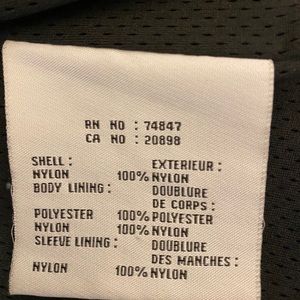 RN NO : 74847
CA NO : 20898
SHELL : EXTERIEUR :
NYLON 100% NYLON
BODY LINING : DOUBLURE
DE CORPS :
POLYESTER 100% POLYESTER
NYLON 100% NYLON
SLEEVE LINING : DOUBLURE
DES MANCHES :
NYLON 100% NYLON